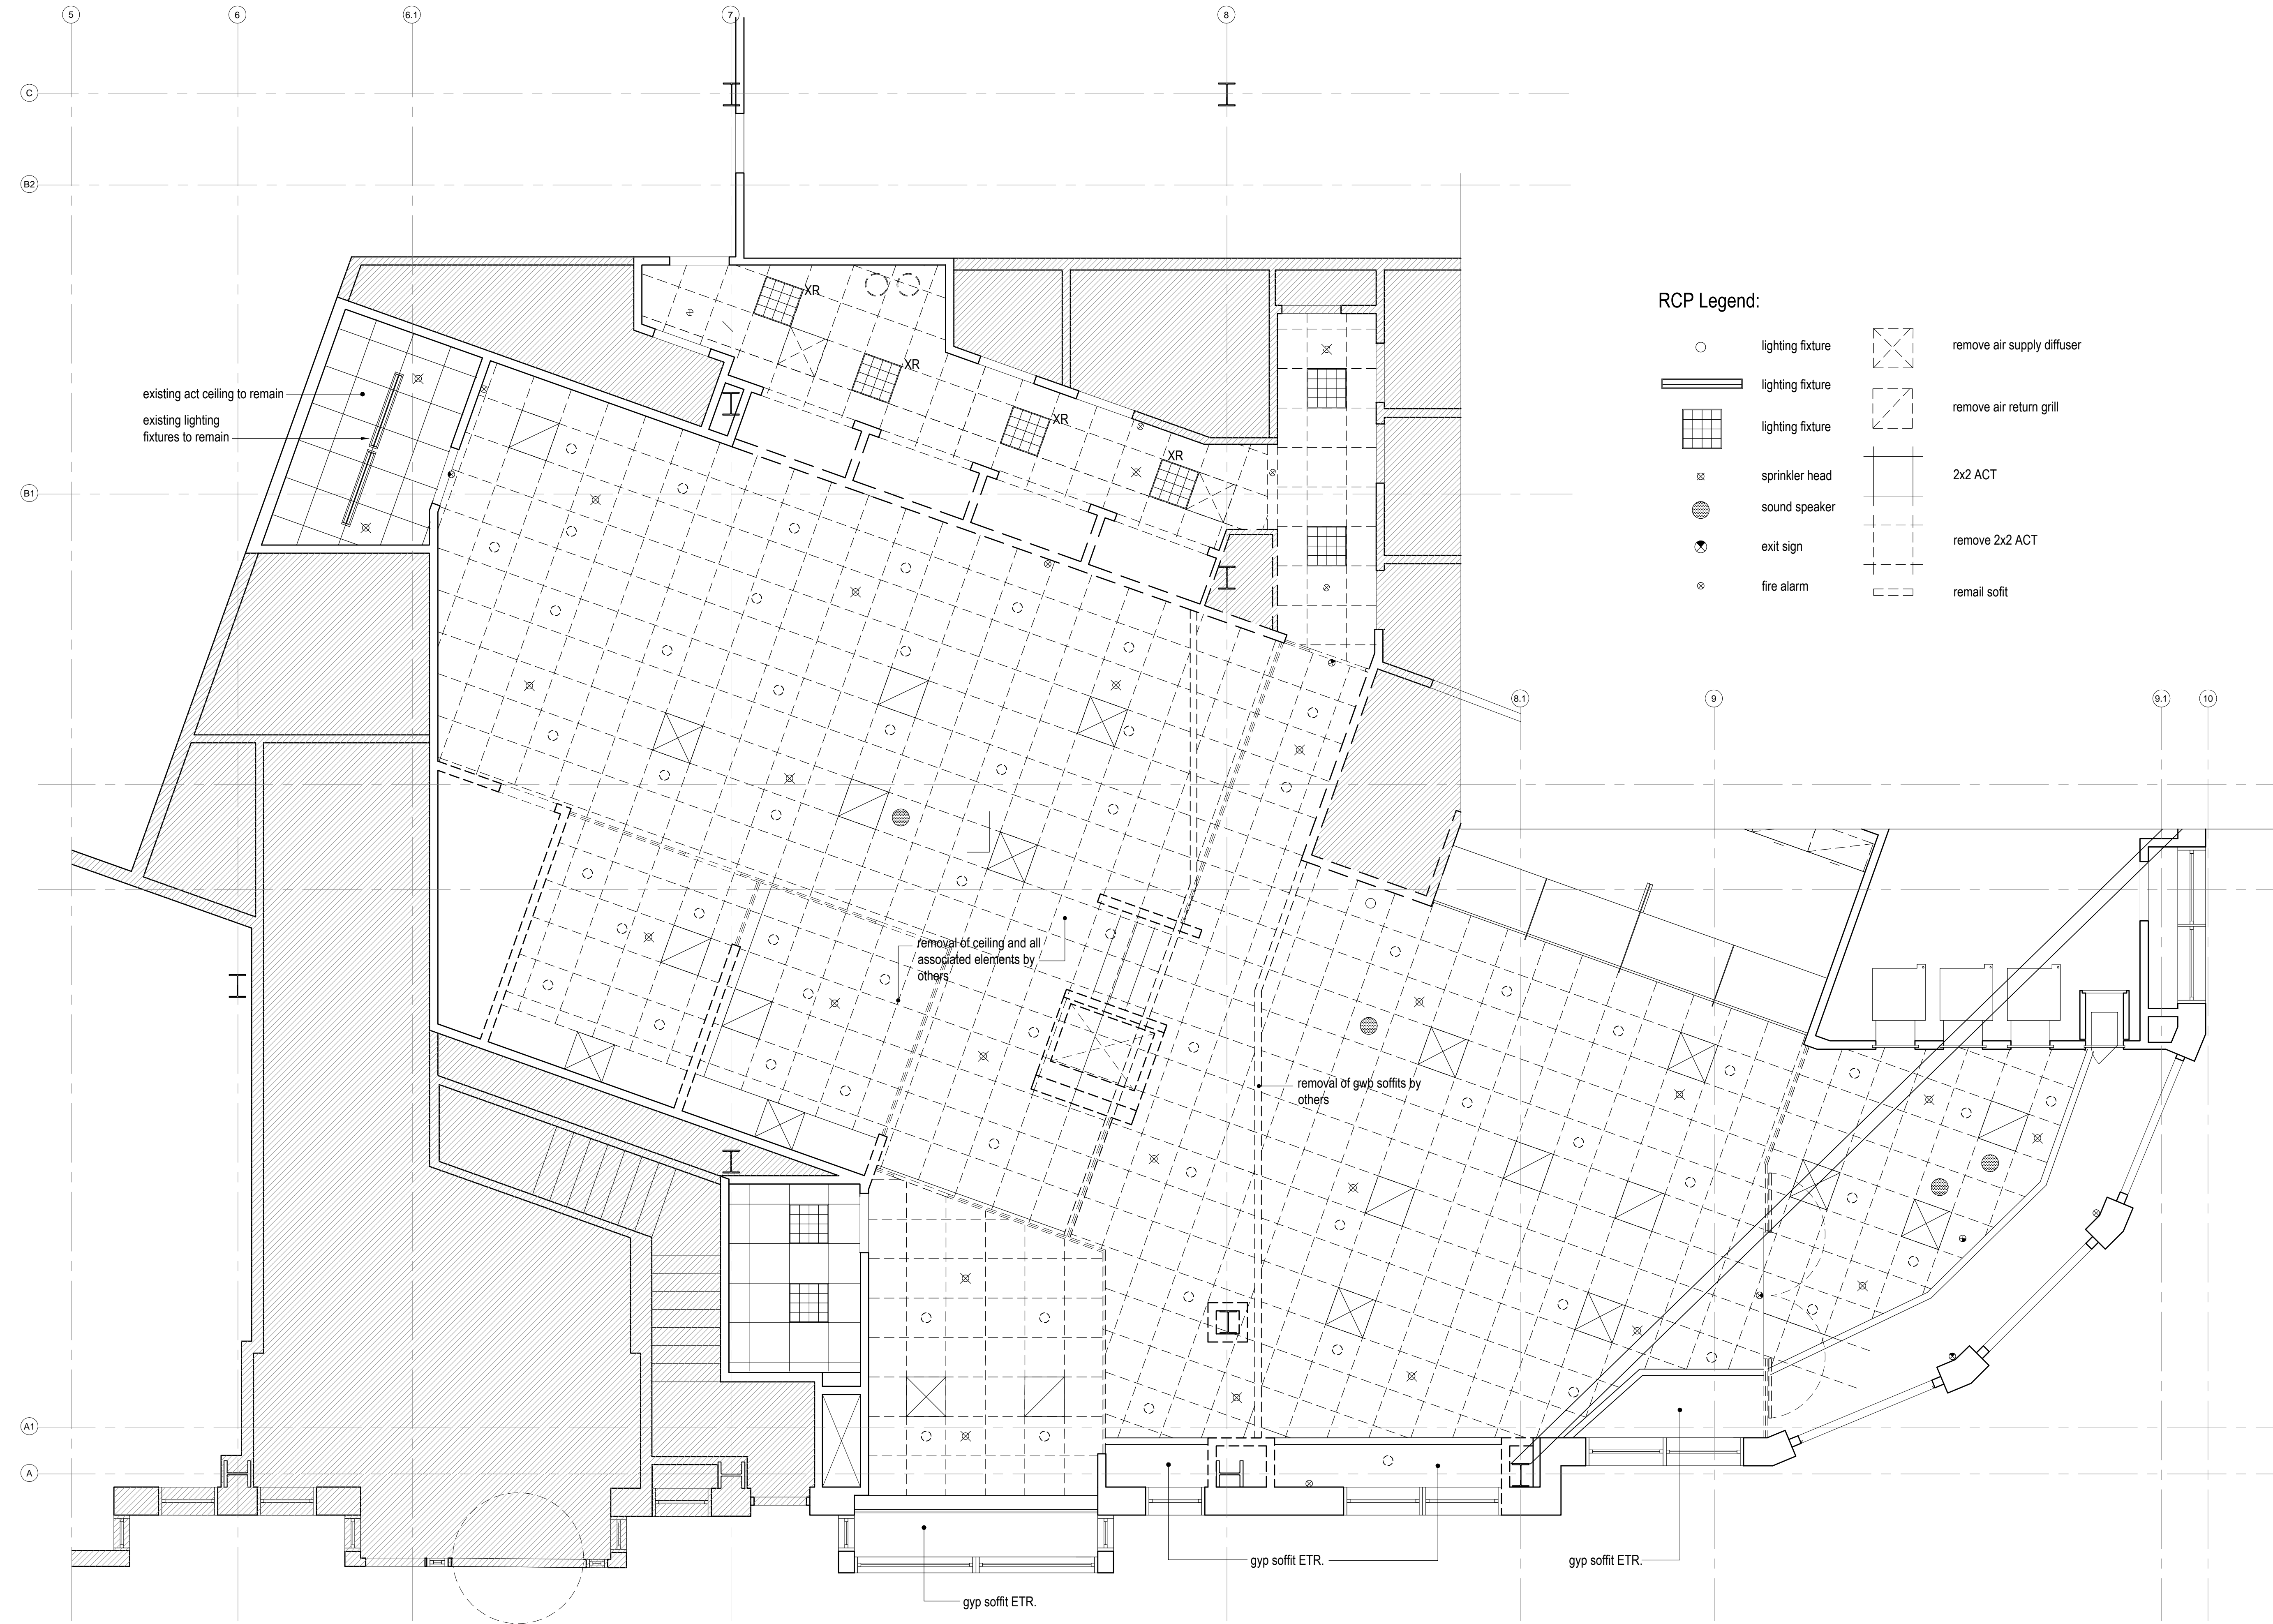 5
6
6.1
7
8
C
B2
B1
A1
A
8.1
9
9.1
10
XR
XR
XR
XR
existing act ceiling to remain
existing lighting
fixtures to remain
RCP Legend:
lighting fixture
lighting fixture
lighting fixture
sprinkler head
sound speaker
exit sign
fire alarm
remove air supply diffuser
remove air return grill
2x2 ACT
remove 2x2 ACT
remail sofit
removal of ceiling and all
associated elements by
others
removal of gwb soffits by
others
gyp soffit ETR.
gyp soffit ETR.
gyp soffit ETR.